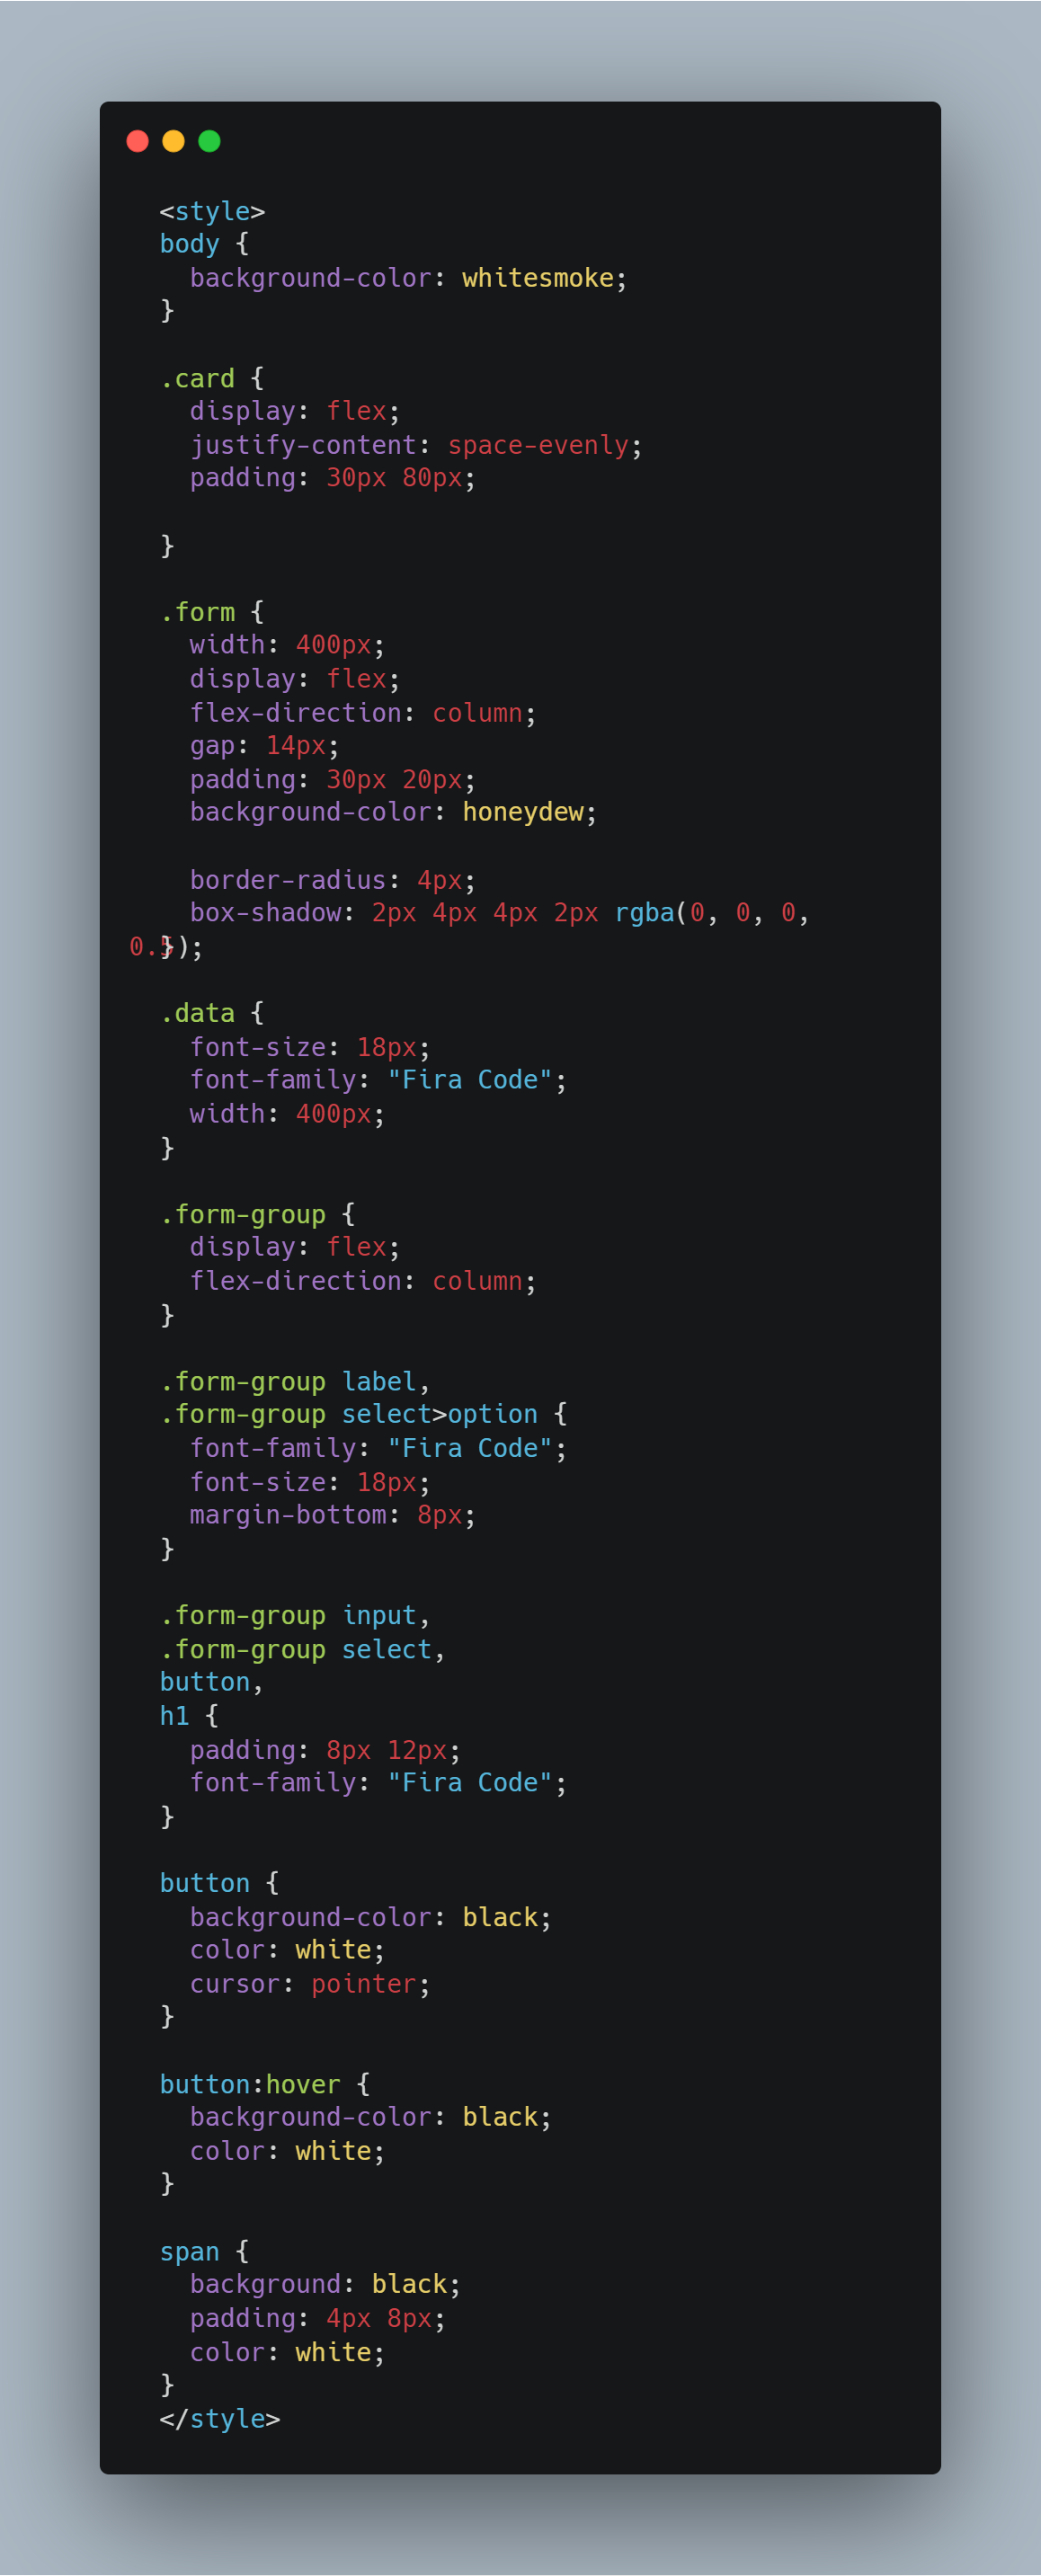 <style>
body {
  background-color: whitesmoke;
}

.card {
  display: flex;
  justify-content: space-evenly;
  padding: 30px 80px;

}

.form {
  width: 400px;
  display: flex;
  flex-direction: column;
  gap: 14px;
  padding: 30px 20px;
  background-color: honeydew;

  border-radius: 4px;
  box-shadow: 2px 4px 4px 2px rgba(0, 0, 0,
0.5);
}

.data {
  font-size: 18px;
  font-family: "Fira Code";
  width: 400px;
}

.form-group {
  display: flex;
  flex-direction: column;
}

.form-group label,
.form-group select>option {
  font-family: "Fira Code";
  font-size: 18px;
  margin-bottom: 8px;
}

.form-group input,
.form-group select,
button,
h1 {
  padding: 8px 12px;
  font-family: "Fira Code";
}

button {
  background-color: black;
  color: white;
  cursor: pointer;
}

button:hover {
  background-color: black;
  color: white;
}

span {
  background: black;
  padding: 4px 8px;
  color: white;
}
</style>